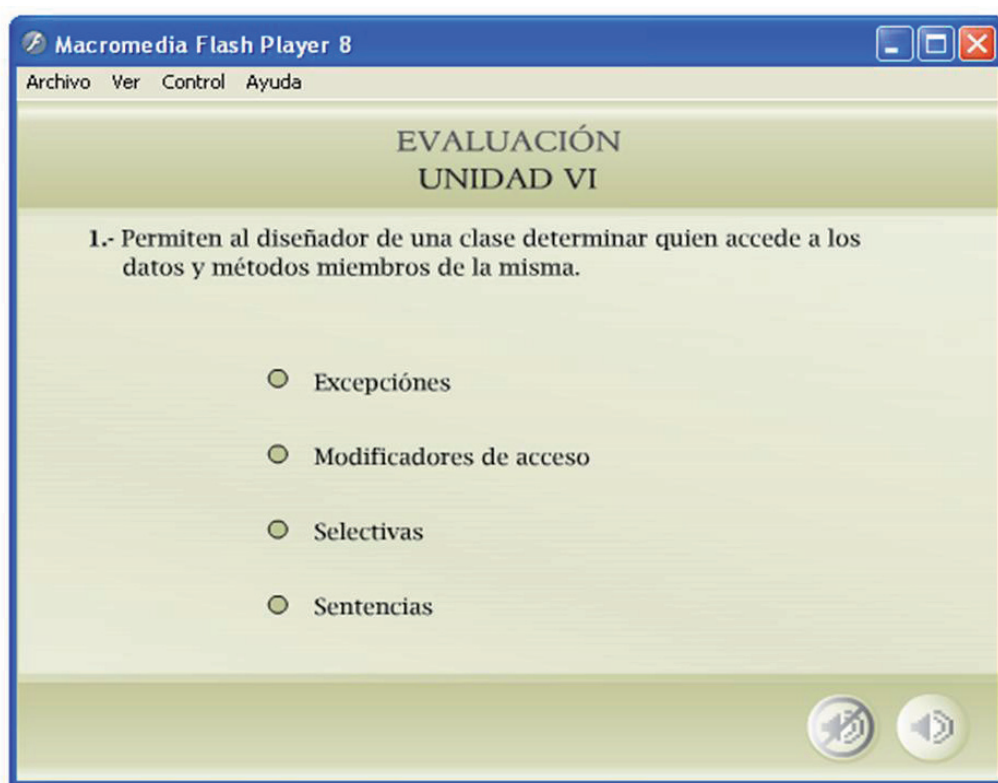 Macromedia Flash Player 8
Archivo Ver Control Ayuda
EVALUACIÓN
UNIDAD VI
1.- Permiten al diseñador de una clase determinar quien accede a los
datos y métodos miembros de la misma.
Excepciónes
Modificadores de acceso
Selectivas
Sentencias